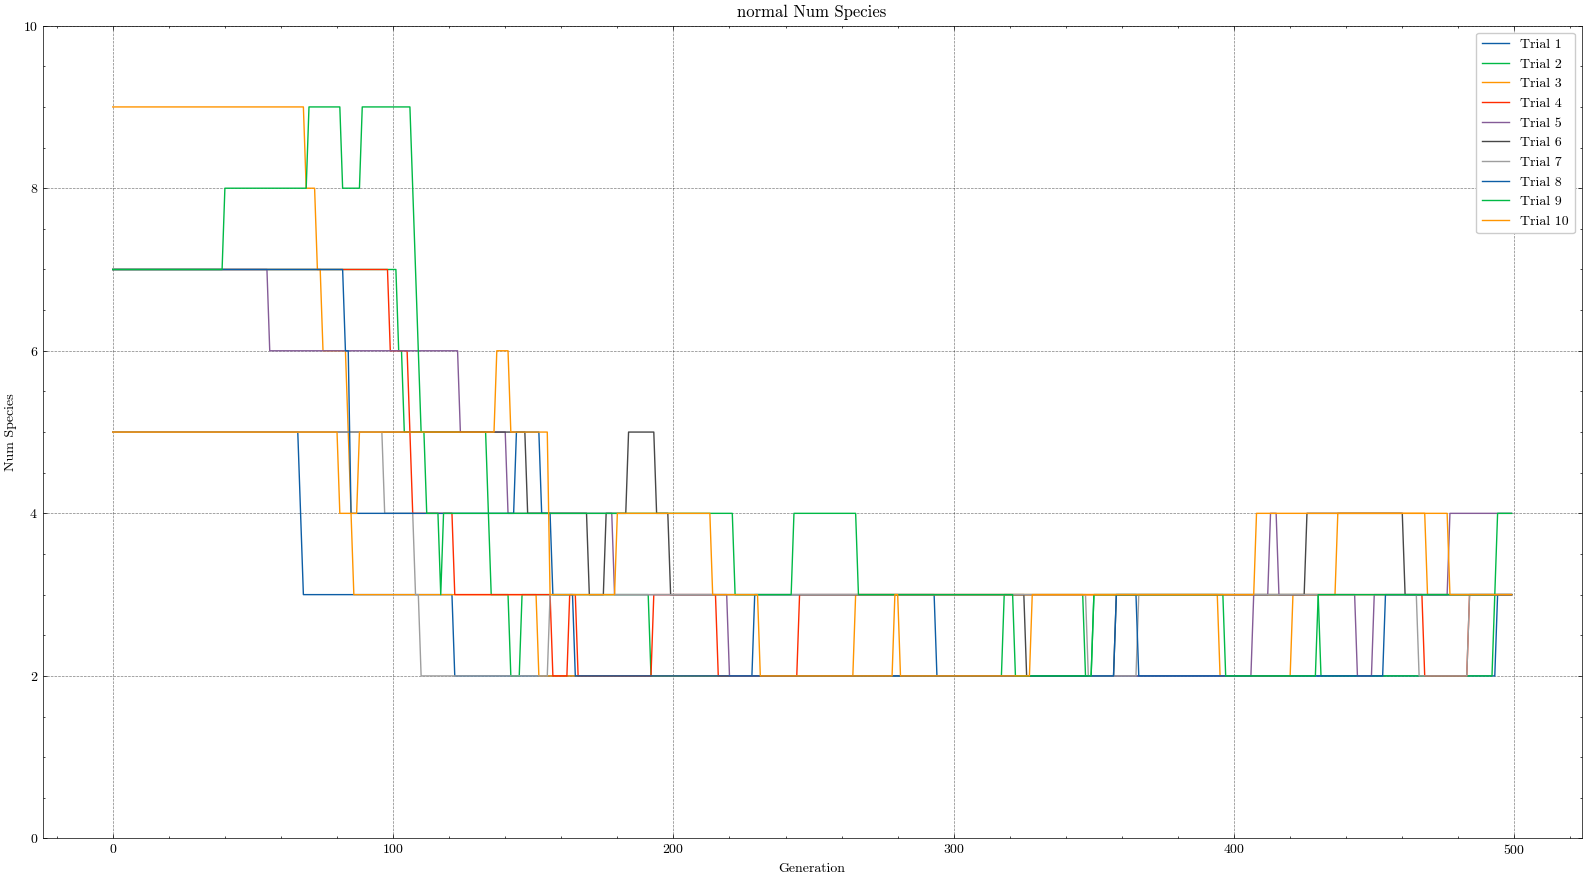 normal Num Species
10
8
6
4
2
0
Num Species
0 100 200 300 400 500
Generation
Trial 1
Trial 2
Trial 3
Trial 4
Trial 5
Trial 6
Trial 7
Trial 8
Trial 9
Trial 10